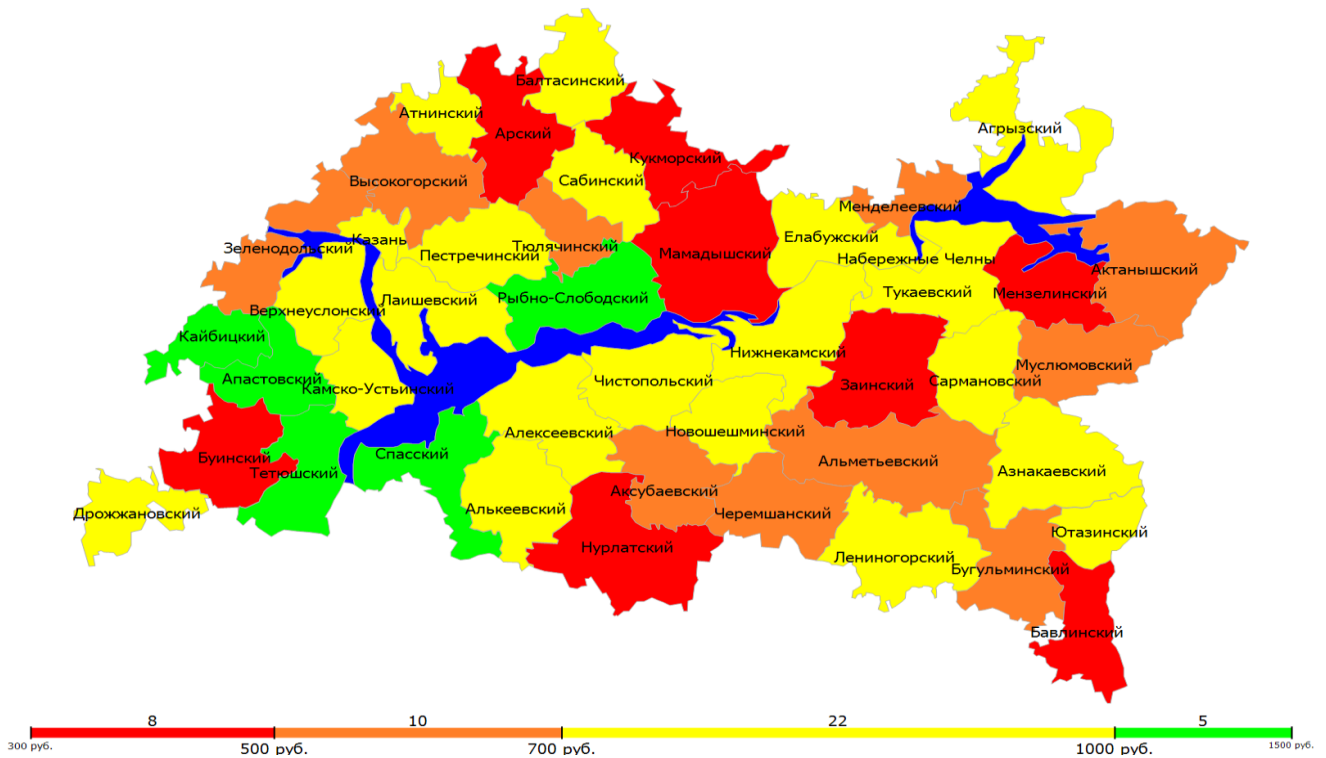 Балтасинский
Атнинский
Арский
Агрызский
Кукморский
Высокогорский
Сабинский
Менделеевский
Зеленодольский
Казань
Тюлячинский
Елабужский
Пестречинский
Мамадышский
Набережные Челны
Актанышский
Лаишевский
Рыбно-Слободский
Тукаевский
Мензелинский
Верхнеуслонский
Кайбицкий
Нижнекамский
Муслюмовский
Апастовский
Камско-Устьинский
Чистопольский
Заинский
Сармановский
Алексеевский
Новошешминский
Буинский
Спасский
Альметьевский
Тетюшский
Азнакаевский
Аксубаевский
Дрожжановский
Алькеевский
Черемшанский
Ютазинский
Нурлатский
Лениногорский
Бугульминский
Бавлинский
8 10 22 5
300 руб. 500 руб. 700 руб. 1000 руб. 1500 руб.